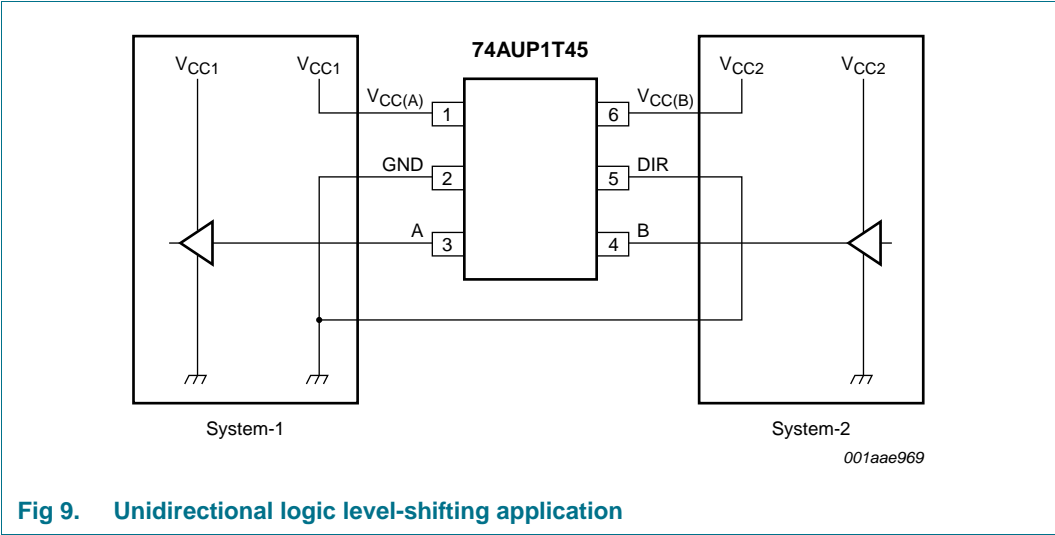 74AUP1T45
VCC1 VCC1 VCC2 VCC2
VCC(A) VCC(B)
1 6
GND DIR
2 5
A B
3 4
System-1 System-2
001aae969
Fig 9. Unidirectional logic level-shifting application